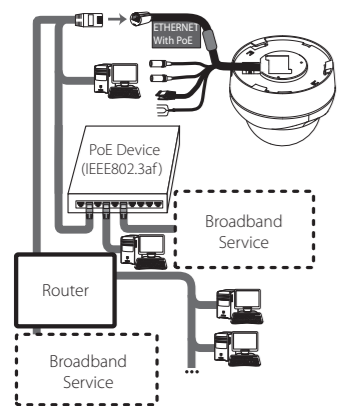 ETHERNET
With PoE
PoE Device
(IEEE802.3af)
Broadband
Service
Router
Broadband
Service